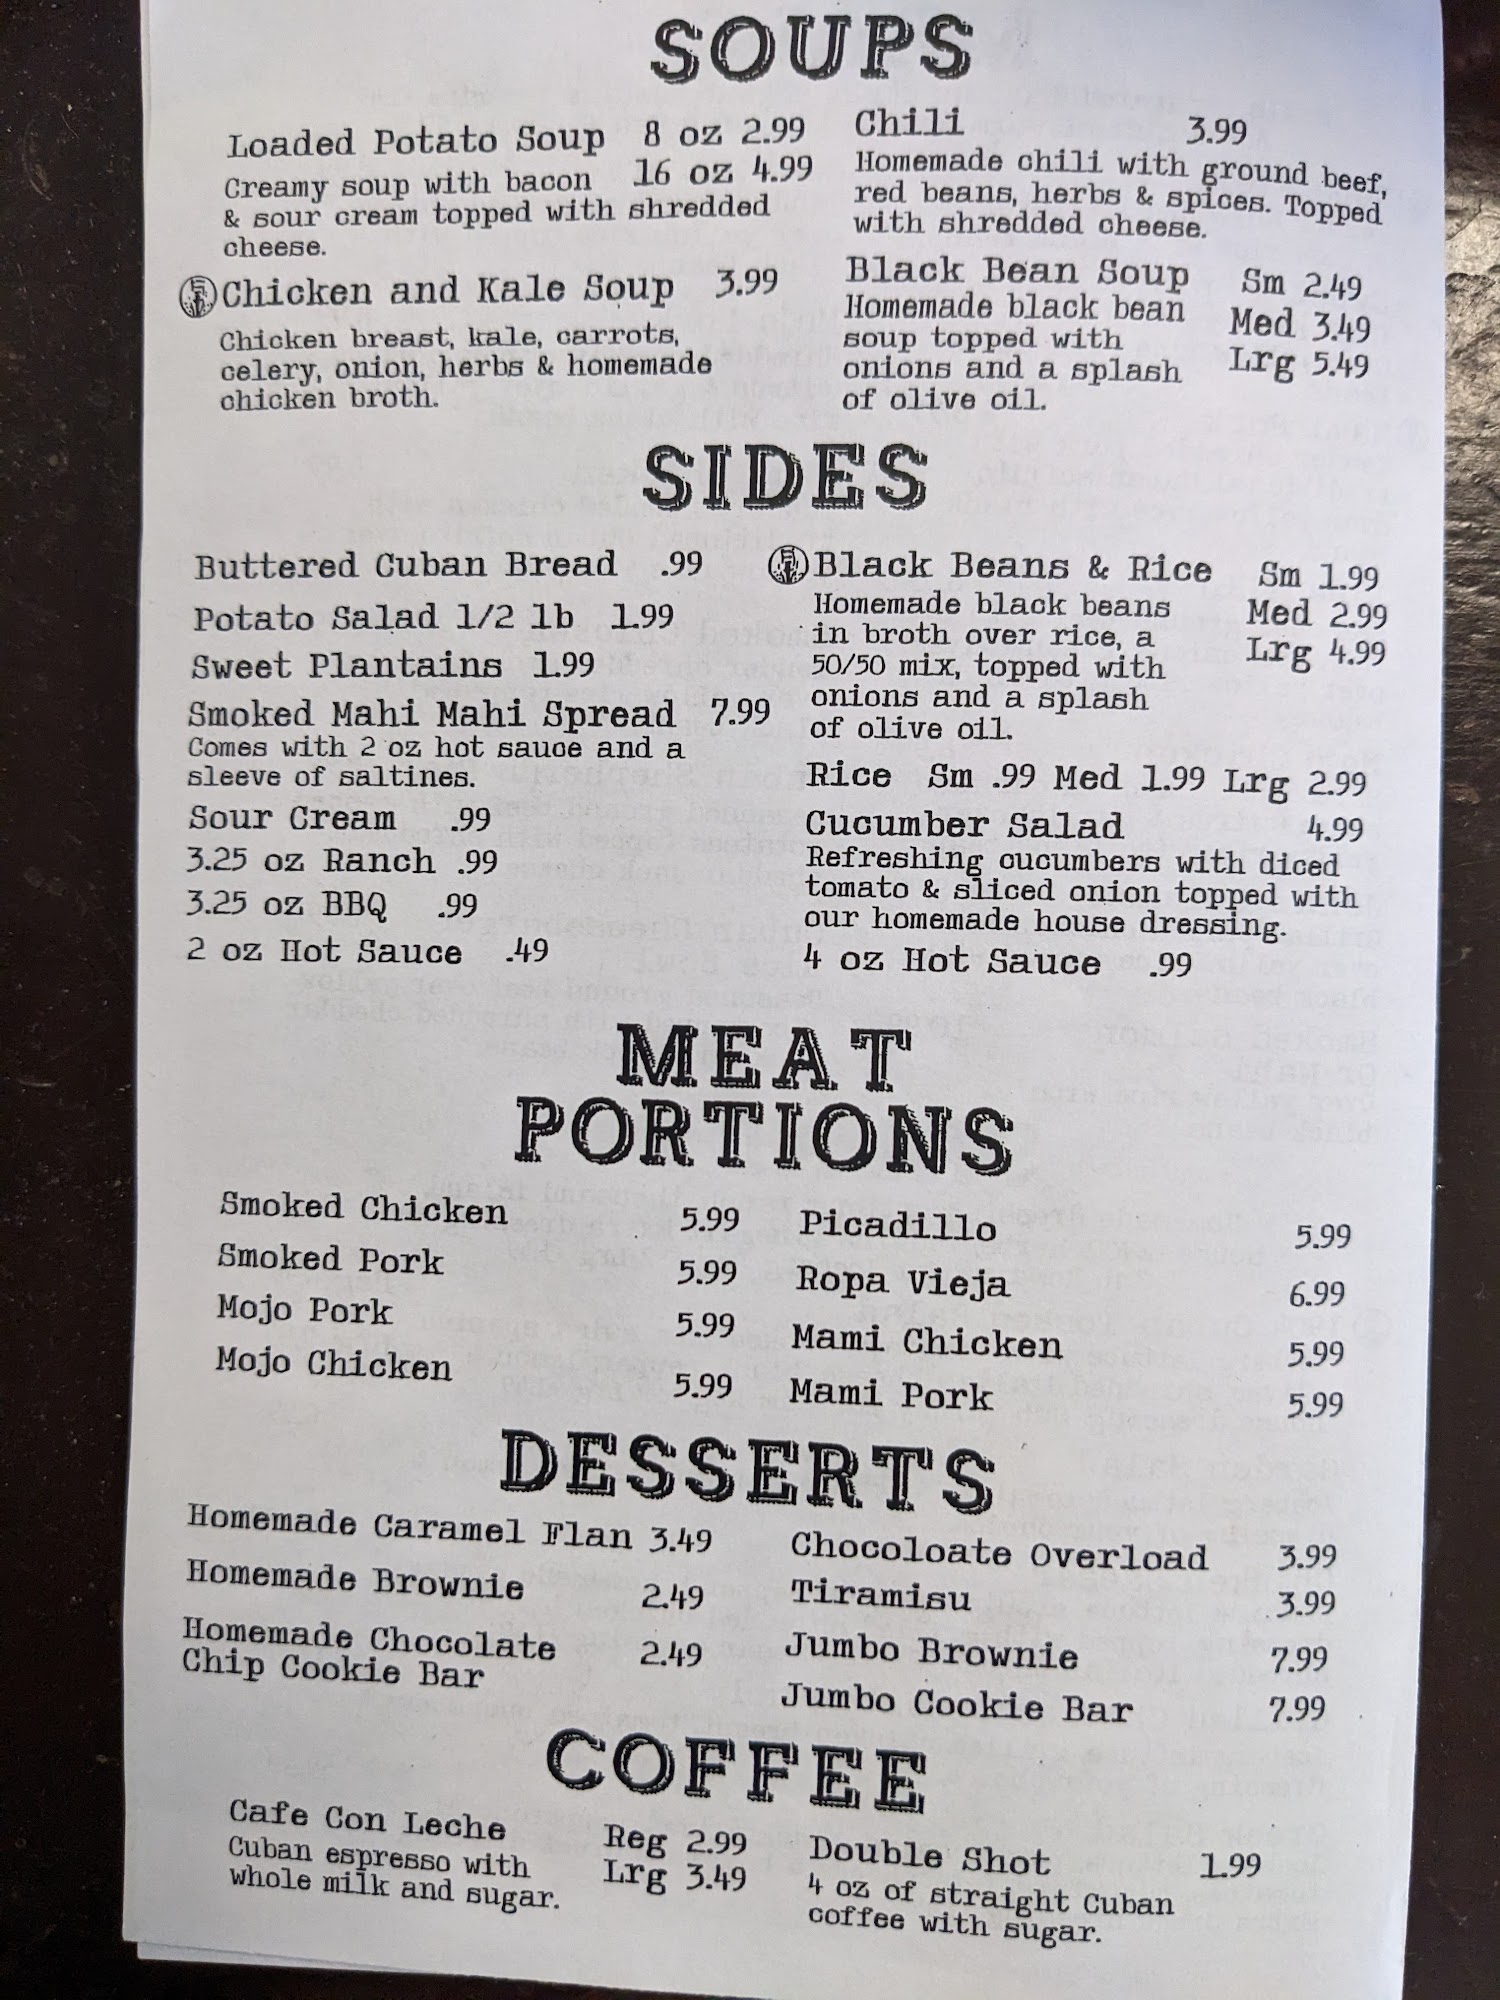 SOUPS
Loaded Potato Soup 8 oz 2.99
16 oz 4.99
Creamy soup with bacon
& sour cream topped with shredded
cheese.
Chicken and Kale Soup 3.99
Chicken breast, kale, carrots,
celery, onion, herbs & homemade
chicken broth.
Chili 3.99
Homemade chili with ground beef,
red beans, herbs & spices. Topped
with shredded cheese.
Black Bean Soup Sm 2.49
Homemade black bean Med 3.49
soup topped with
onions and a splash Lrg 5.49
of olive oil.
SIDES
Buttered Cuban Bread .99
Potato Salad 1/2 lb 1.99
Sweet Plantains 1.99
Smoked Mahi Mahi Spread 7.99
Comes with 2 oz hot sauce and a
sleeve of saltines.
Sour Cream .99
3.25 oz Ranch .99
3.25 oz BBQ .99
2 oz Hot Sauce .49
Black Beans & Rice Sm 1.99
Homemade black beans Med 2.99
in broth over rice, a Lrg 4.99
50/50 mix, topped with
onions and a splash
of olive oil.
Rice Sm .99 Med 1.99 Lrg 2.99
Cucumber Salad 4.99
Refreshing cucumbers with diced
tomato & sliced onion topped with
our homemade house dressing.
4 oz Hot Sauce .99
MEAT
PORTIONS
Smoked Chicken 5.99
Smoked Pork 5.99
Mojo Pork 5.99
Mojo Chicken 5.99
Picadillo 5.99
Ropa Vieja 6.99
Mami Chicken 5.99
Mami Pork 5.99
DESSERTS
Homemade Caramel Flan 3.49
Homemade Brownie 2.49
Homemade Chocolate 2.49
Chip Cookie Bar
Chocoloate Overload 3.99
Tiramisu 3.99
Jumbo Brownie 7.99
Jumbo Cookie Bar 7.99
COFFEE
Cafe Con Leche Reg 2.99
Cuban espresso with Lrg 3.49
whole milk and sugar.
Double Shot 1.99
4 oz of straight Cuban
coffee with sugar.